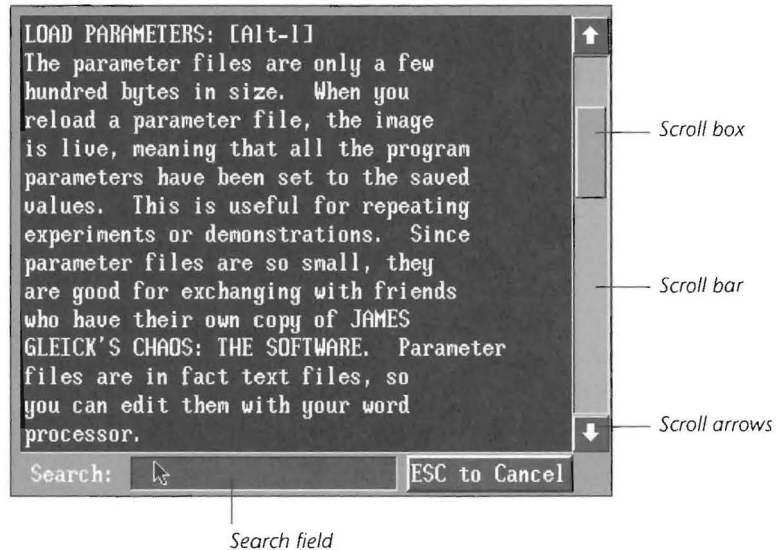 LOAD PARAMETERS: [Alt-l]
The parameter files are only a few
hundred bytes in size.  When you
reload a parameter file, the image
is live, meaning that all the program
parameters have been set to the saved
values.  This is useful for repeating
experiments or demonstrations.  Since
parameter files are so small, they
are good for exchanging with friends
who have their own copy of JAMES
GLEICK'S CHAOS: THE SOFTWARE.  Parameter
files are in fact text files, so
you can edit them with your word
processor.
Search:
ESC to Cancel
Scroll box
Scroll bar
Scroll arrows
Search field